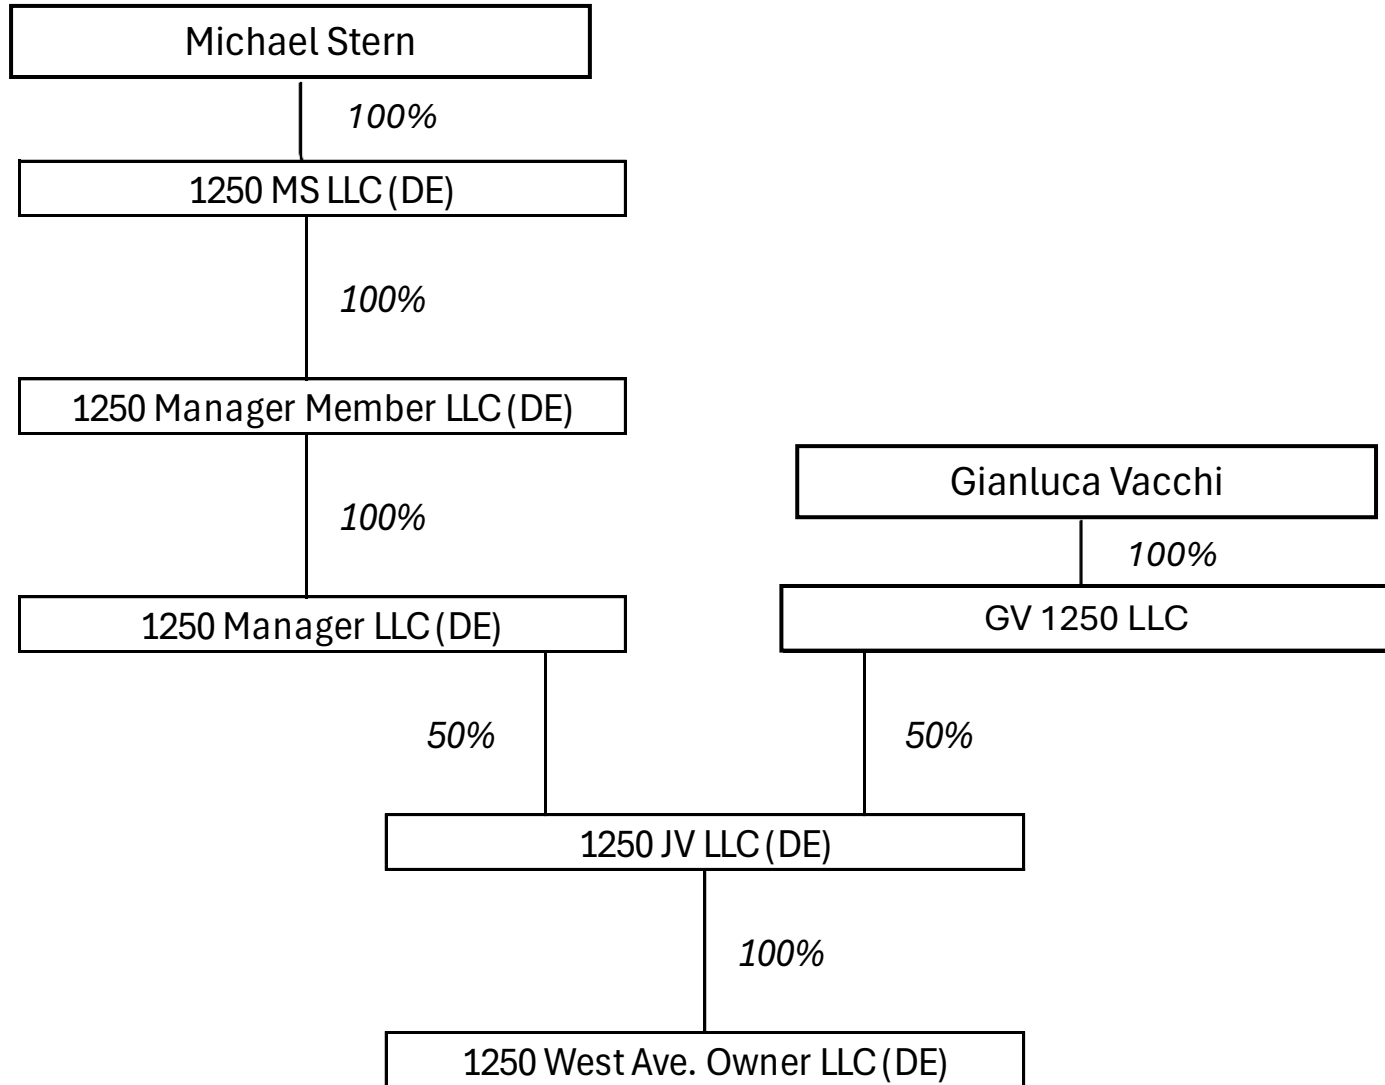 Michael Stern
100%
1250 MS LLC (DE)
100%
1250 Manager Member LLC (DE)
100%
1250 Manager LLC (DE)
Gianluca Vacchi
100%
GV 1250 LLC
50%
50%
1250 JV LLC (DE)
100%
1250 West Ave. Owner LLC (DE)